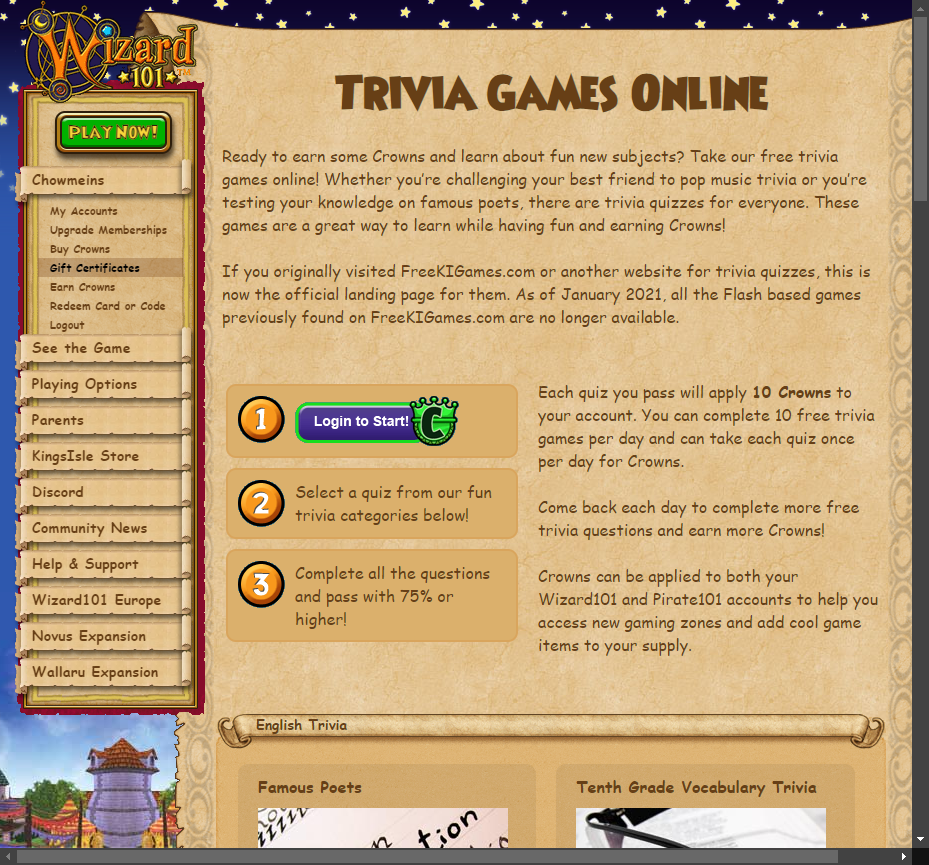 Wizard
101
TM
PLAY NOW!
Chowmeins
My Accounts
Upgrade Memberships
Buy Crowns
Gift Certificates
Earn Crowns
Redeem Card or Code
Logout
See the Game
Playing Options
Parents
KingsIsle Store
Discord
Community News
Help & Support
Wizard101 Europe
Novus Expansion
Wallaru Expansion
Trivia Games Online
Ready to earn some Crowns and learn about fun new subjects? Take our free trivia
games online! Whether you're challenging your best friend to pop music trivia or you're
testing your knowledge on famous poets, there are trivia quizzes for everyone. These
games are a great way to learn while having fun and earning Crowns!
If you originally visited FreeKIGames.com or another website for trivia quizzes, this is
now the official landing page for them. As of January 2021, all the Flash based games
previously found on FreeKIGames.com are no longer available.
1 Login to Start! C
2 Select a quiz from our fun
trivia categories below!
3 Complete all the questions
and pass with 75% or
higher!
Each quiz you pass will apply 10 Crowns to
your account. You can complete 10 free trivia
games per day and can take each quiz once
per day for Crowns.
Come back each day to complete more free
trivia questions and earn more Crowns!
Crowns can be applied to both your
Wizard101 and Pirate101 accounts to help you
access new gaming zones and add cool game
items to your supply.
English Trivia
Famous Poets
Tenth Grade Vocabulary Trivia